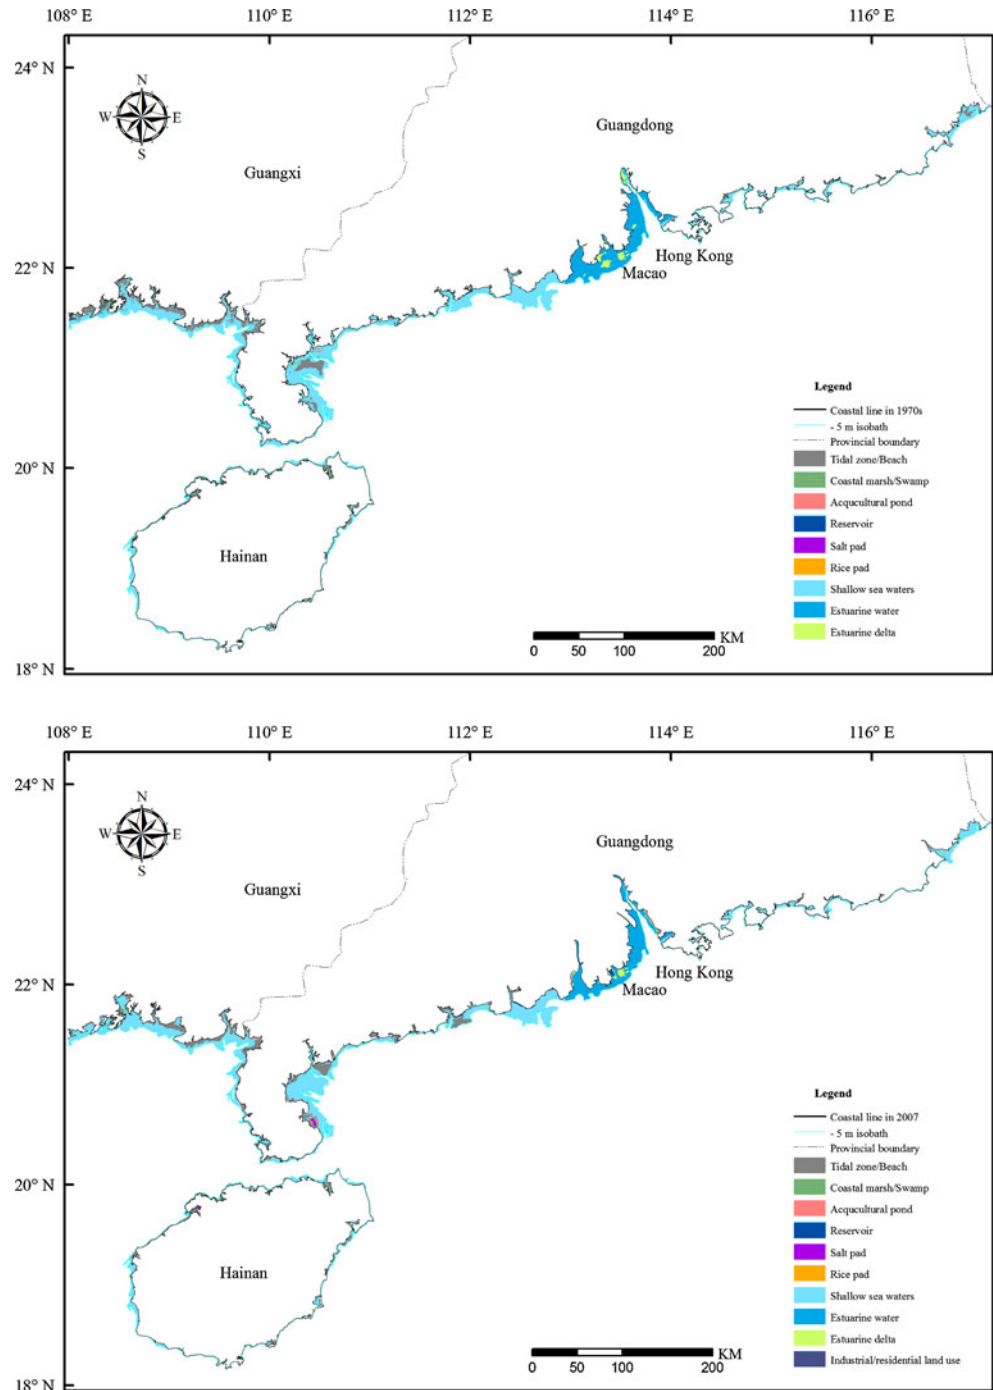 108° E 110° E 112° E 114° E 116° E
24° N
N
W E
S
Guangdong
Guangxi
22° N
Hong Kong
Macao
Legend
Coastal line in 1970s
- 5 m isobath
Provincial boundary
Tidal zone/Beach
Coastal marsh/Swamp
Acqucultural pond
Reservoir
Salt pad
Rice pad
Shallow sea waters
Estuarine water
Estuarine delta
20° N
Hainan
KM
0 50 100 200
18° N
108° E 110° E 112° E 114° E 116° E
24° N
N
W E
S
Guangdong
Guangxi
22° N
Hong Kong
Macao
Legend
Coastal line in 2007
- 5 m isobath
Provincial boundary
Tidal zone/Beach
Coastal marsh/Swamp
Acqucultural pond
Reservoir
Salt pad
Rice pad
Shallow sea waters
Estuarine water
Estuarine delta
Industrial/residential land use
20° N
Hainan
KM
0 50 100 200
18° N